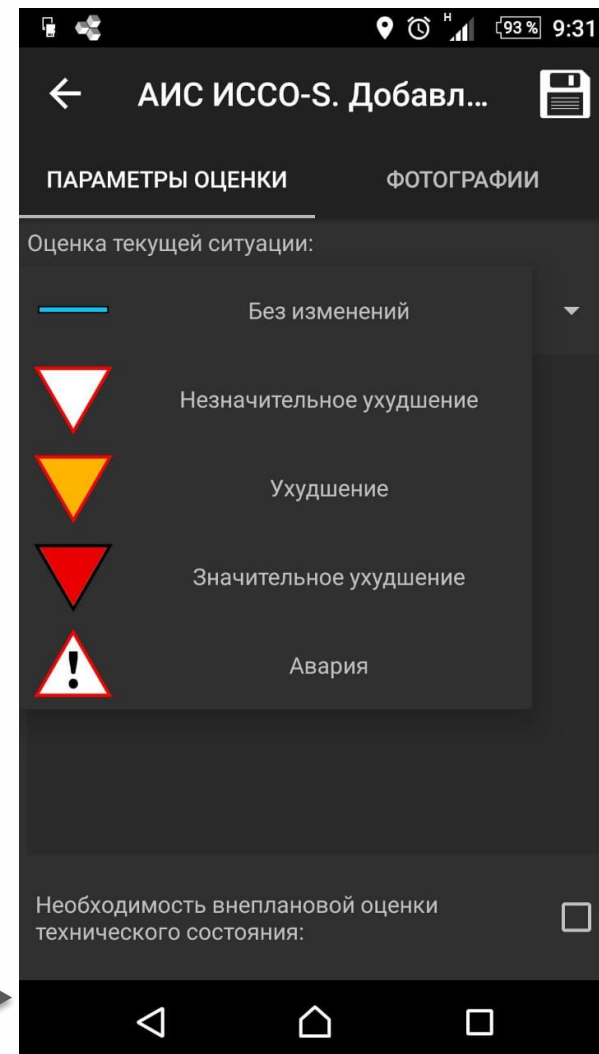 H 93 % 9:31
АИС ИССО-S. Добавл...
ПАРАМЕТРЫ ОЦЕНКИ ФОТОГРАФИИ
Оценка текущей ситуации:
Без изменений
Незначительное ухудшение
Ухудшение
Значительное ухудшение
!
Авария
Необходимость внеплановой оценки
технического состояния: